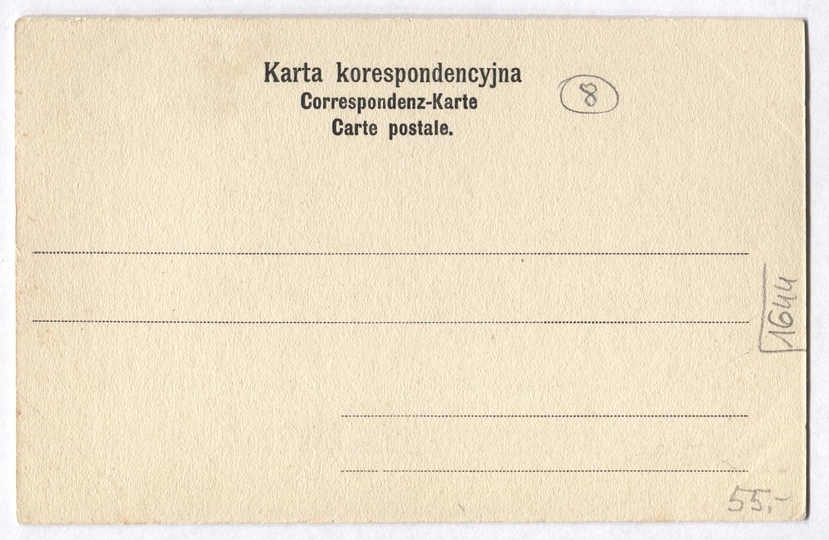 Karta korespondencyjna
8
Correspondenz-Karte
Carte postale.
1644
55,-